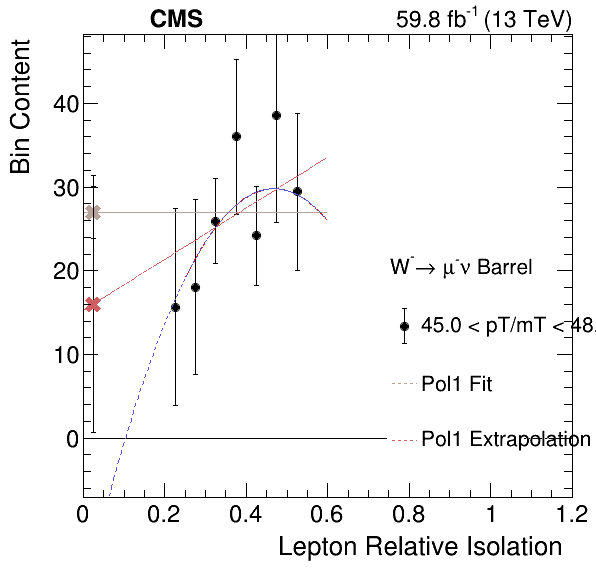 CMS
59.8 fb⁻¹ (13 TeV)
Bin Content
40
30
20
10
0
W⁻→ μ⁻ν Barrel
45.0 < pT/mT < 48.
Pol1 Fit
Pol1 Extrapolation
0 0.2 0.4 0.6 0.8 1 1.2
Lepton Relative Isolation